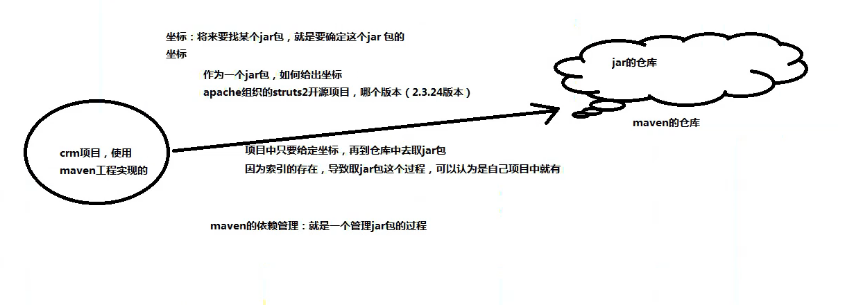 坐标：将来要找某个jar包，就是要确定这个jar 包的
坐标
作为一个jar包，如何给出坐标
apache组织的struts2开源项目，哪个版本（2.3.24版本）
jar的仓库
maven的仓库
crm项目，使用
maven工程实现的
项目中只要给定坐标，再到仓库中去取jar包
因为索引的存在，导致取jar包这个过程，可以认为是自己项目中就有
maven的依赖管理：就是一个管理jar包的过程